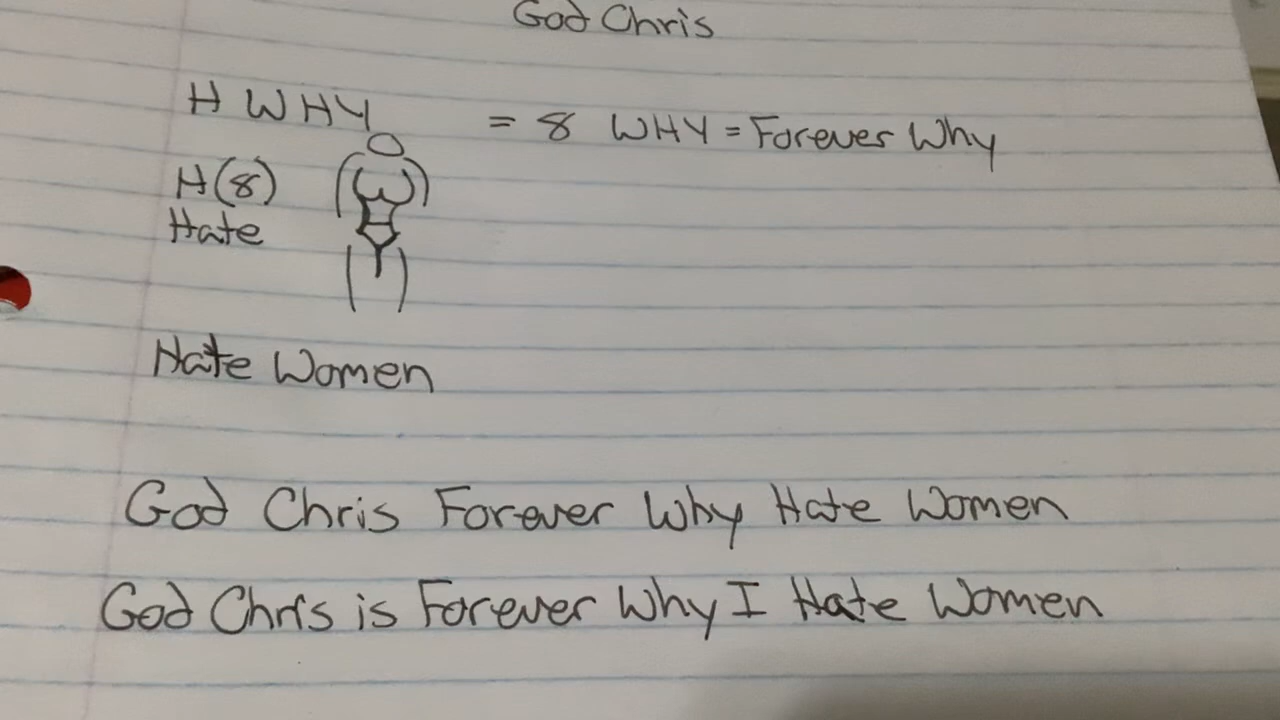 God Chris
H WHY = 8 WHY = Forever Why
H(8)
Hate
Hate Women
God Chris Forever Why Hate Women
God Chris is Forever Why I Hate Women